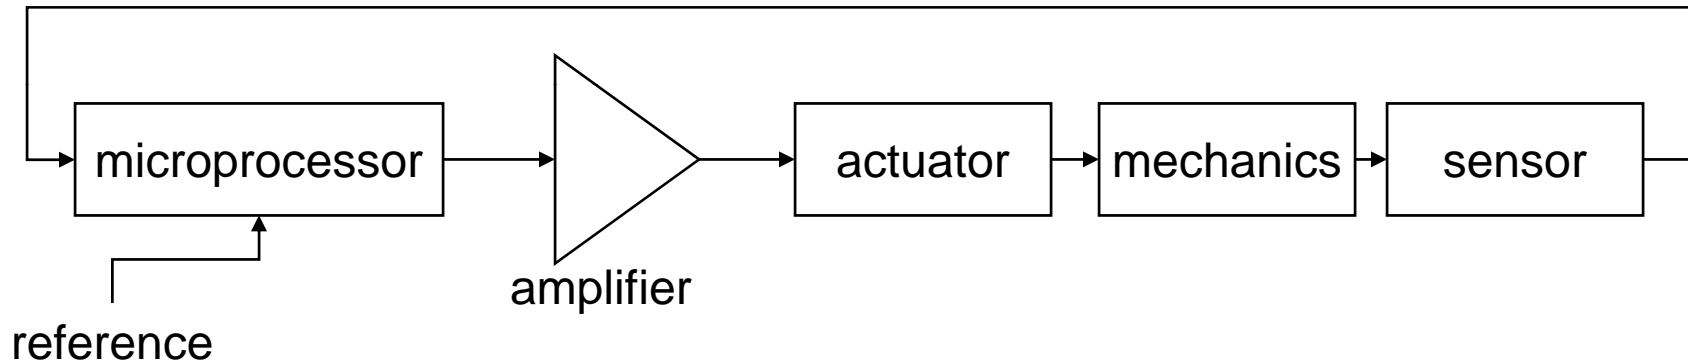 microprocessor
actuator
mechanics
sensor
amplifier
reference